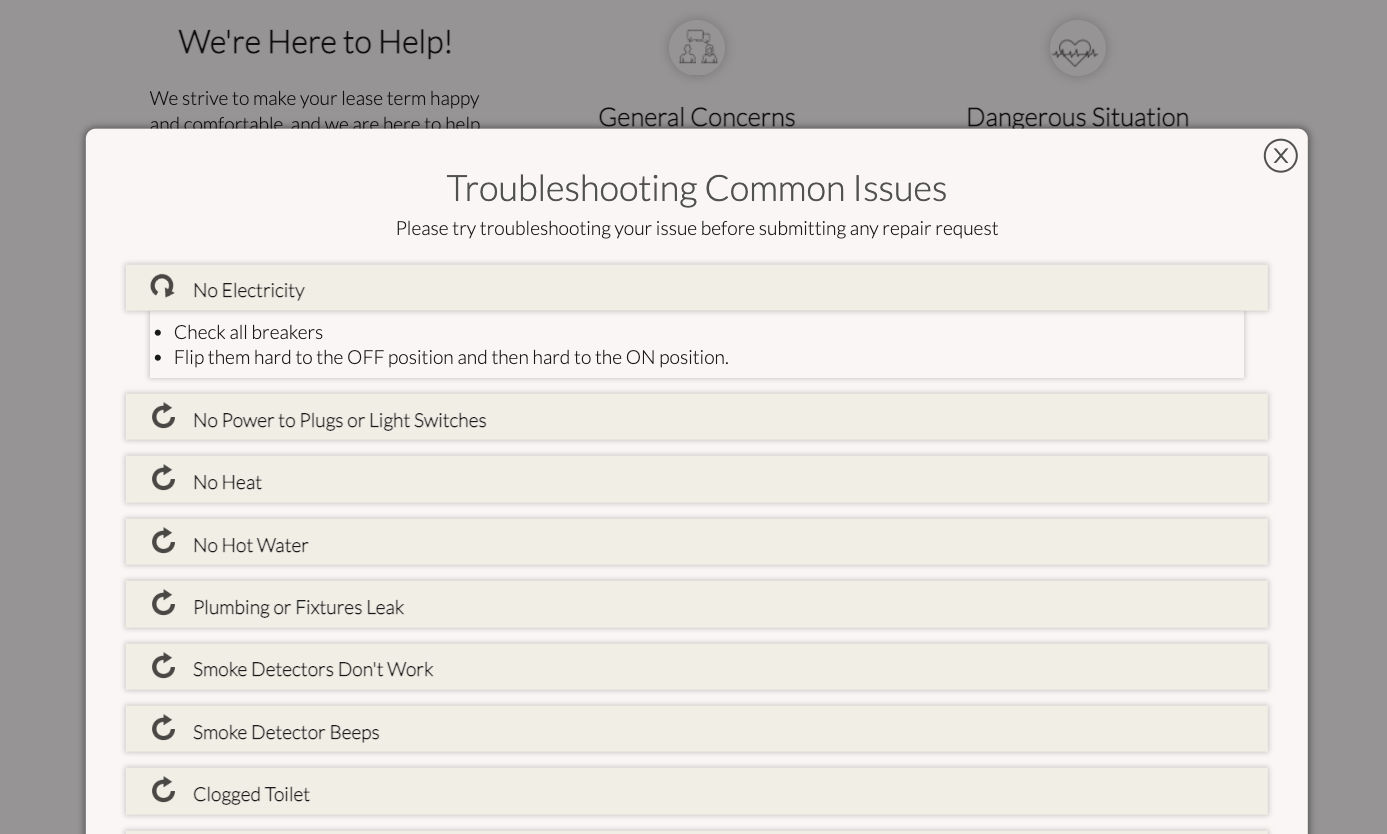 We're Here to Help!
We strive to make your lease term happy
and comfortable, and we are here to help
General Concerns
Dangerous Situation
X
Troubleshooting Common Issues
Please try troubleshooting your issue before submitting any repair request
No Electricity
• Check all breakers
• Flip them hard to the OFF position and then hard to the ON position.
No Power to Plugs or Light Switches
No Heat
No Hot Water
Plumbing or Fixtures Leak
Smoke Detectors Don't Work
Smoke Detector Beeps
Clogged Toilet